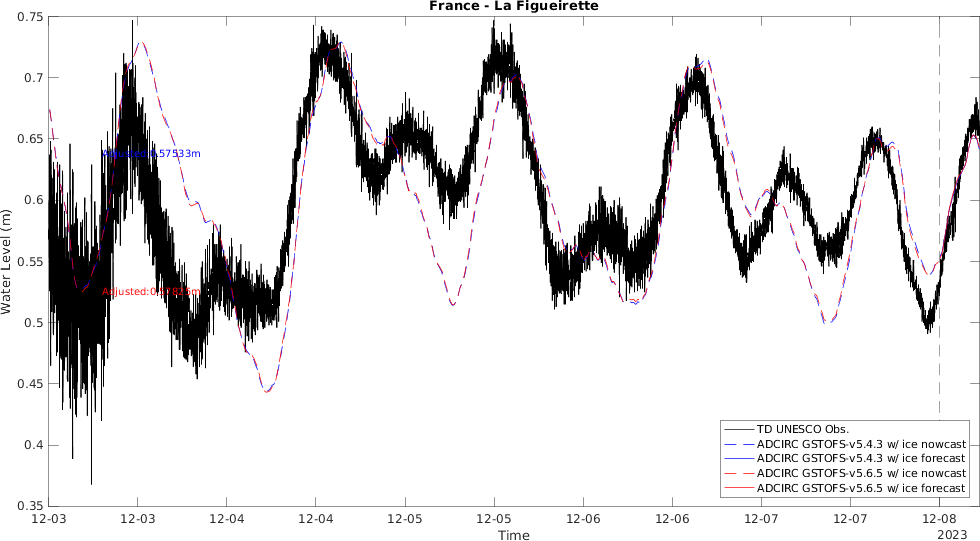 France - La Figueirette
0.75
0.7
0.65
0.6
0.55
0.5
0.45
0.4
0.35
Water Level (m)
Adjusted:0.57533m
12-03 12-03 12-04 12-04 12-05 12-05 12-06 12-06 12-07 12-07 12-08
2023
Time
TD UNESCO Obs.
ADCIRC GSTOFS-v5.4.3 w/ ice nowcast
ADCIRC GSTOFS-v5.4.3 w/ ice forecast
ADCIRC GSTOFS-v5.6.5 w/ ice nowcast
ADCIRC GSTOFS-v5.6.5 w/ ice forecast